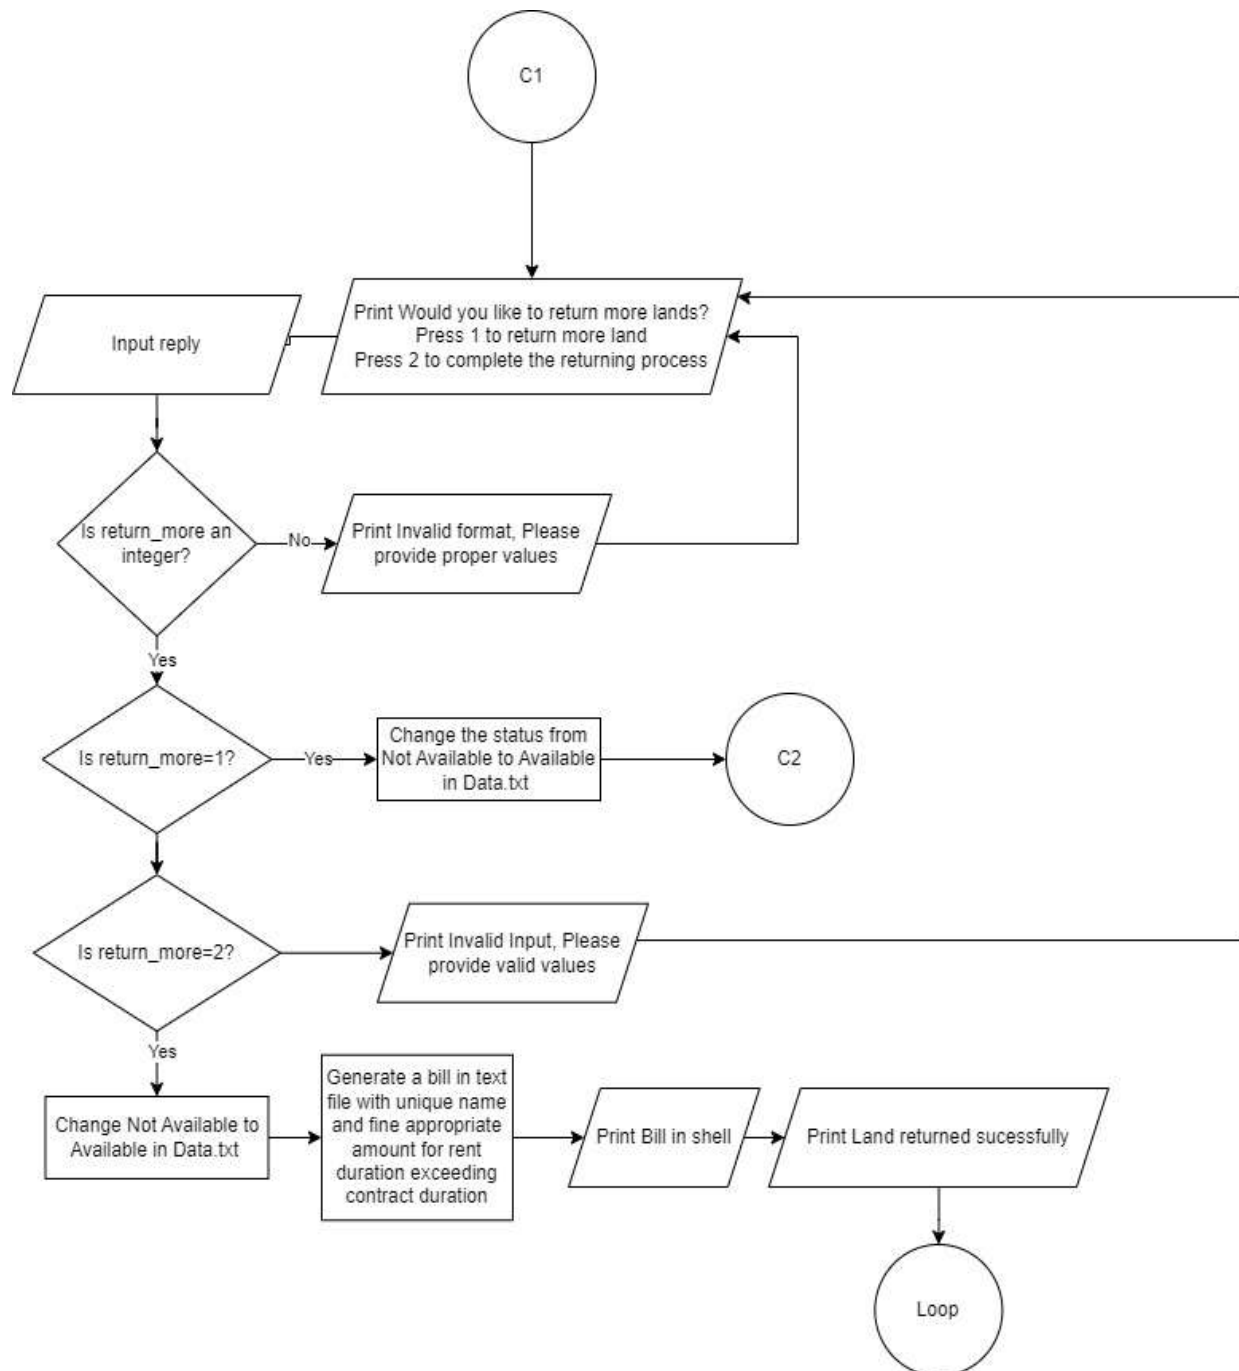 C1
Print Would you like to return more lands?
Press 1 to return more land
Press 2 to complete the returning process
Input reply
Is return_more an
integer?
No
Print Invalid format, Please
provide proper values
Yes
Is return_more=1?
Yes
Change the status from
Not Available to Available
in Data.txt
C2
Is return_more=2?
Print Invalid Input, Please
provide valid values
Yes
Change Not Available to
Available in Data.txt
Generate a bill in text
file with unique name
and fine appropriate
amount for rent
duration exceeding
contract duration
Print Bill in shell
Print Land returned sucessfully
Loop